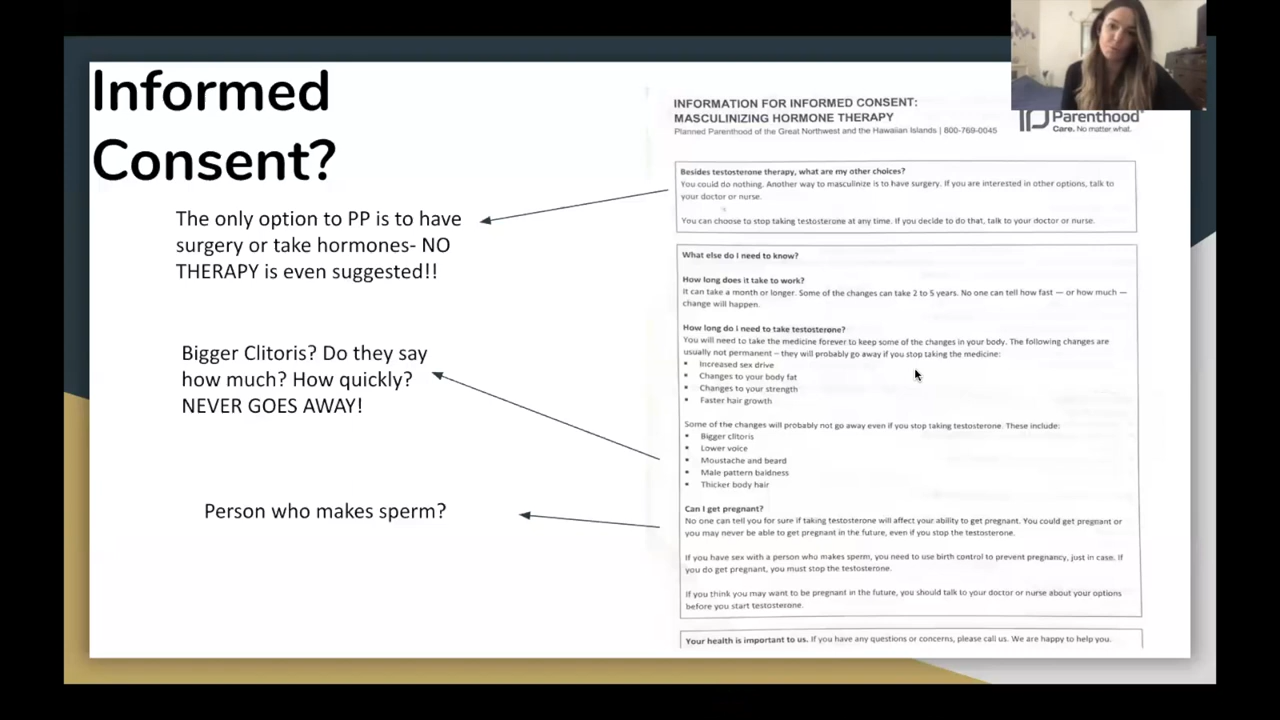 Informed
Consent?
The only option to PP is to have
surgery or take hormones- NO
THERAPY is even suggested!!
Bigger Clitoris? Do they say
how much? How quickly?
NEVER GOES AWAY!
Person who makes sperm?
INFORMATION FOR INFORMED CONSENT:
MASCULINIZING HORMONE THERAPY
Planned Parenthood of the Great Northwest and the Hawaiian Islands | 800-769-0045
Parenthood®
Care. No matter what.
Besides testosterone therapy, what are my other choices?
You could do nothing. Another way to masculinize is to have surgery. If you are interested in other options, talk to
your doctor or nurse.
You can choose to stop taking testosterone at any time. If you decide to do that, talk to your doctor or nurse.
What else do I need to know?
How long does it take to work?
It can take a month or longer. Some of the changes can take 2 to 5 years. No one can tell how fast — or how much —
change will happen.
How long do I need to take testosterone?
You will need to take the medicine forever to keep some of the changes in your body. The following changes are
usually not permanent – they will probably go away if you stop taking the medicine:
▪ Increased sex drive
▪ Changes to your body fat
▪ Changes to your strength
▪ Faster hair growth
Some of the changes will probably not go away even if you stop taking testosterone. These include:
▪ Bigger clitoris
▪ Lower voice
▪ Moustache and beard
▪ Male pattern baldness
▪ Thicker body hair
Can I get pregnant?
No one can tell you for sure if taking testosterone will affect your ability to get pregnant. You could get pregnant or
you may never be able to get pregnant in the future, even if you stop the testosterone.
If you have sex with a person who makes sperm, you need to use birth control to prevent pregnancy, just in case. If
you do get pregnant, you must stop the testosterone.
If you think you may want to be pregnant in the future, you should talk to your doctor or nurse about your options
before you start testosterone.
Your health is important to us. If you have any questions or concerns, please call us. We are happy to help you.